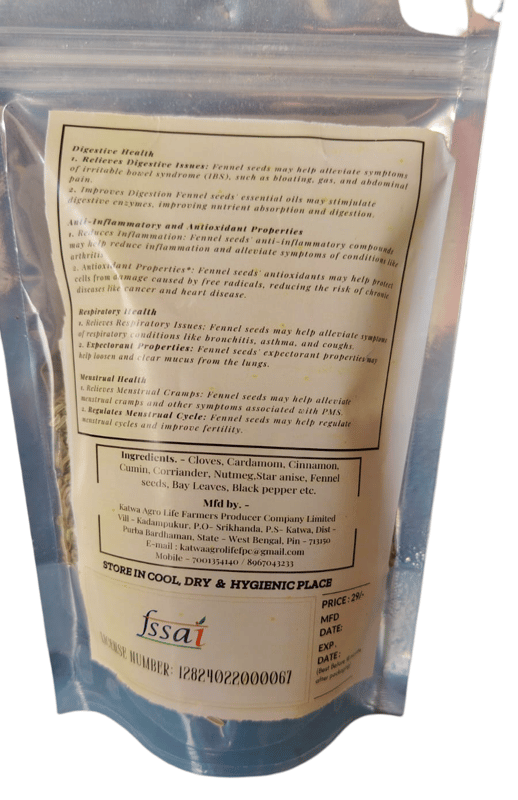 Digestive Health
1. Relieves Digestive Issues: Fennel seeds may help alleviate symptoms
of irritable bowel syndrome (IBS), such as bloating, gas, and abdominal
pain.
2. Improves Digestion Fennel seeds' essential oils may stimjulate
digestive enzymes, improving nutrient absorption and digestion.
Anti-Inflammatory and Antioxidant Properties
1. Reduces Inflammation: Fennel seeds' anti-inflammatory compounds
may help reduce inflammation and alleviate symptoms of conditions like
arthritis.
2. Antioxidant Properties*: Fennel seeds' antioxidants may help protect
cells from damage caused by free radicals, reducing the risk of chronic
diseases like cancer and heart disease.
Respiratory Health
1. Relieves Respiratory Issues: Fennel seeds may help alleviate symptoms
of respiratory conditions like bronchitis, asthma, and coughs.
2. Expectorant Properties: Fennel seeds' expectorant properties may
help loosen and clear mucus from the lungs.
Menstrual Health
1. Relieves Menstrual Cramps: Fennel seeds may help alleviate
menstrual cramps and other symptoms associated with PMS.
2. Regulates Menstrual Cycle: Fennel seeds may help regulate
menstrual cycles and improve fertility.
Ingredients. - Cloves, Cardamom, Cinnamon,
Cumin, Corriander, Nutmeg,Star anise, Fennel
seeds, Bay Leaves, Black pepper etc.
Mfd by. -
Katwa Agro Life Farmers Producer Company Limited
Vill - Kadampukur, P.O- Srikhanda, P.S- Katwa, Dist -
Purba Bardhaman, State - West Bengal, Pin - 713150
E-mail : katwaagrolifefpc@gmail.com
Mobile - 7001354140 / 8967043233
STORE IN COOL, DRY & HYGIENIC PLACE
fssai
LICENSE NUMBER: 12824022000067
PRICE : 29/-
MFD
DATE:
EXP.
DATE :
(Best Before
after packaging)